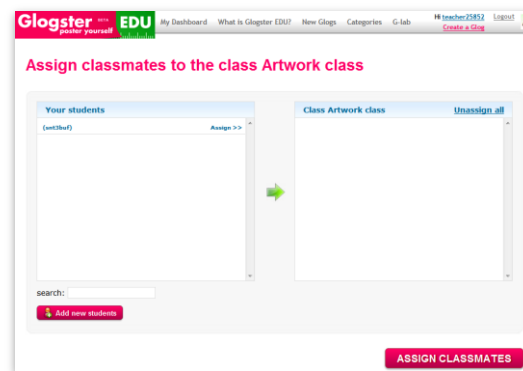 Glogster BETA EDU
poster yourself
My Dashboard What is Glogster EDU? New Glogs Categories G-lab
Hi teacher25852 Logout
Create a Glog
Assign classmates to the class Artwork class
Your students
(snt3buf) Assign >>
Class Artwork class Unassign all
search:
Add new students
ASSIGN CLASSMATES